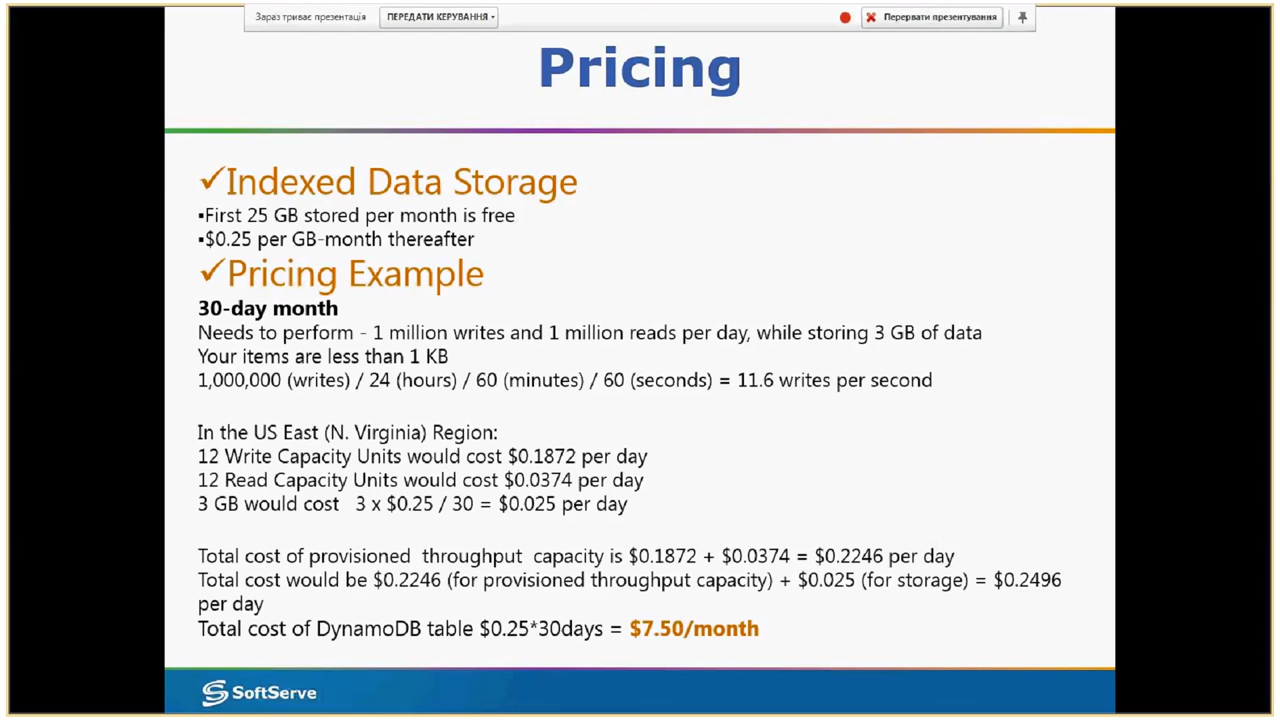 Зараз триває презентація ПЕРЕДАТИ КЕРУВАННЯ Перервати презентування
Pricing
✓Indexed Data Storage
▪First 25 GB stored per month is free
▪$0.25 per GB-month thereafter
✓Pricing Example
30-day month
Needs to perform - 1 million writes and 1 million reads per day, while storing 3 GB of data
Your items are less than 1 KB
1,000,000 (writes) / 24 (hours) / 60 (minutes) / 60 (seconds) = 11.6 writes per second
In the US East (N. Virginia) Region:
12 Write Capacity Units would cost $0.1872 per day
12 Read Capacity Units would cost $0.0374 per day
3 GB would cost 3 x $0.25 / 30 = $0.025 per day
Total cost of provisioned throughput capacity is $0.1872 + $0.0374 = $0.2246 per day
Total cost would be $0.2246 (for provisioned throughput capacity) + $0.025 (for storage) = $0.2496
per day
Total cost of DynamoDB table $0.25*30days = $7.50/month
SoftServe